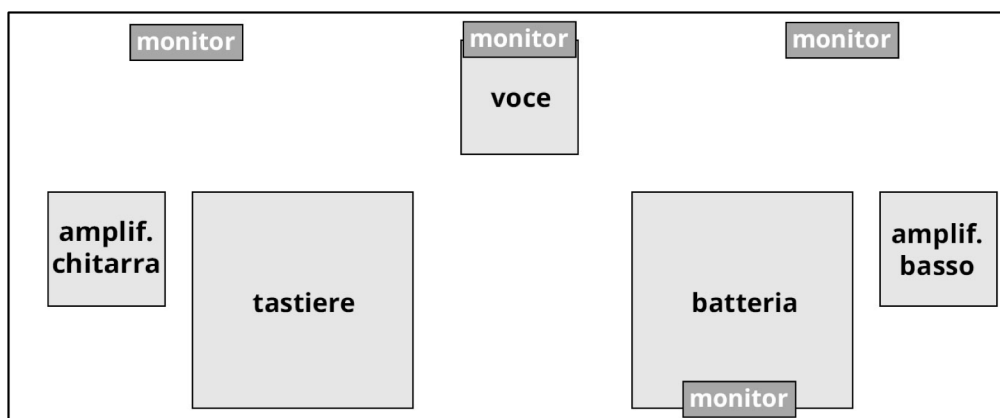 monitor
monitor
monitor
voce
amplif.
chitarra
tastiere
batteria
amplif.
basso
monitor